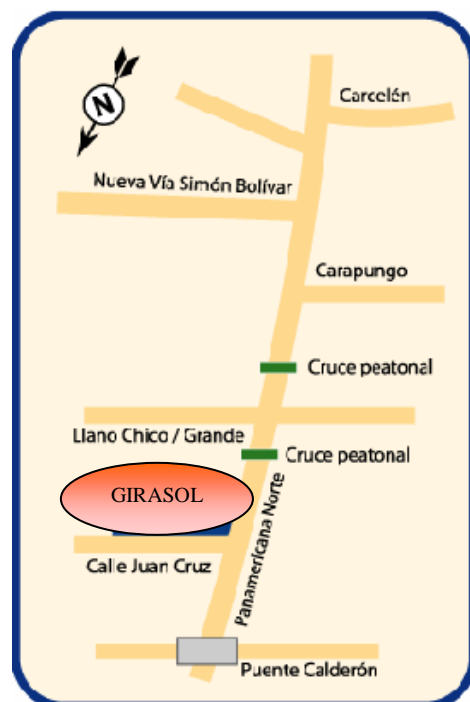 Carcelén
N
Nueva Vía Simón Bolívar
Carapungo
Cruce peatonal
Llano Chico / Grande
Cruce peatonal
GIRASOL
Panamericana Norte
Calle Juan Cruz
Puente Calderón